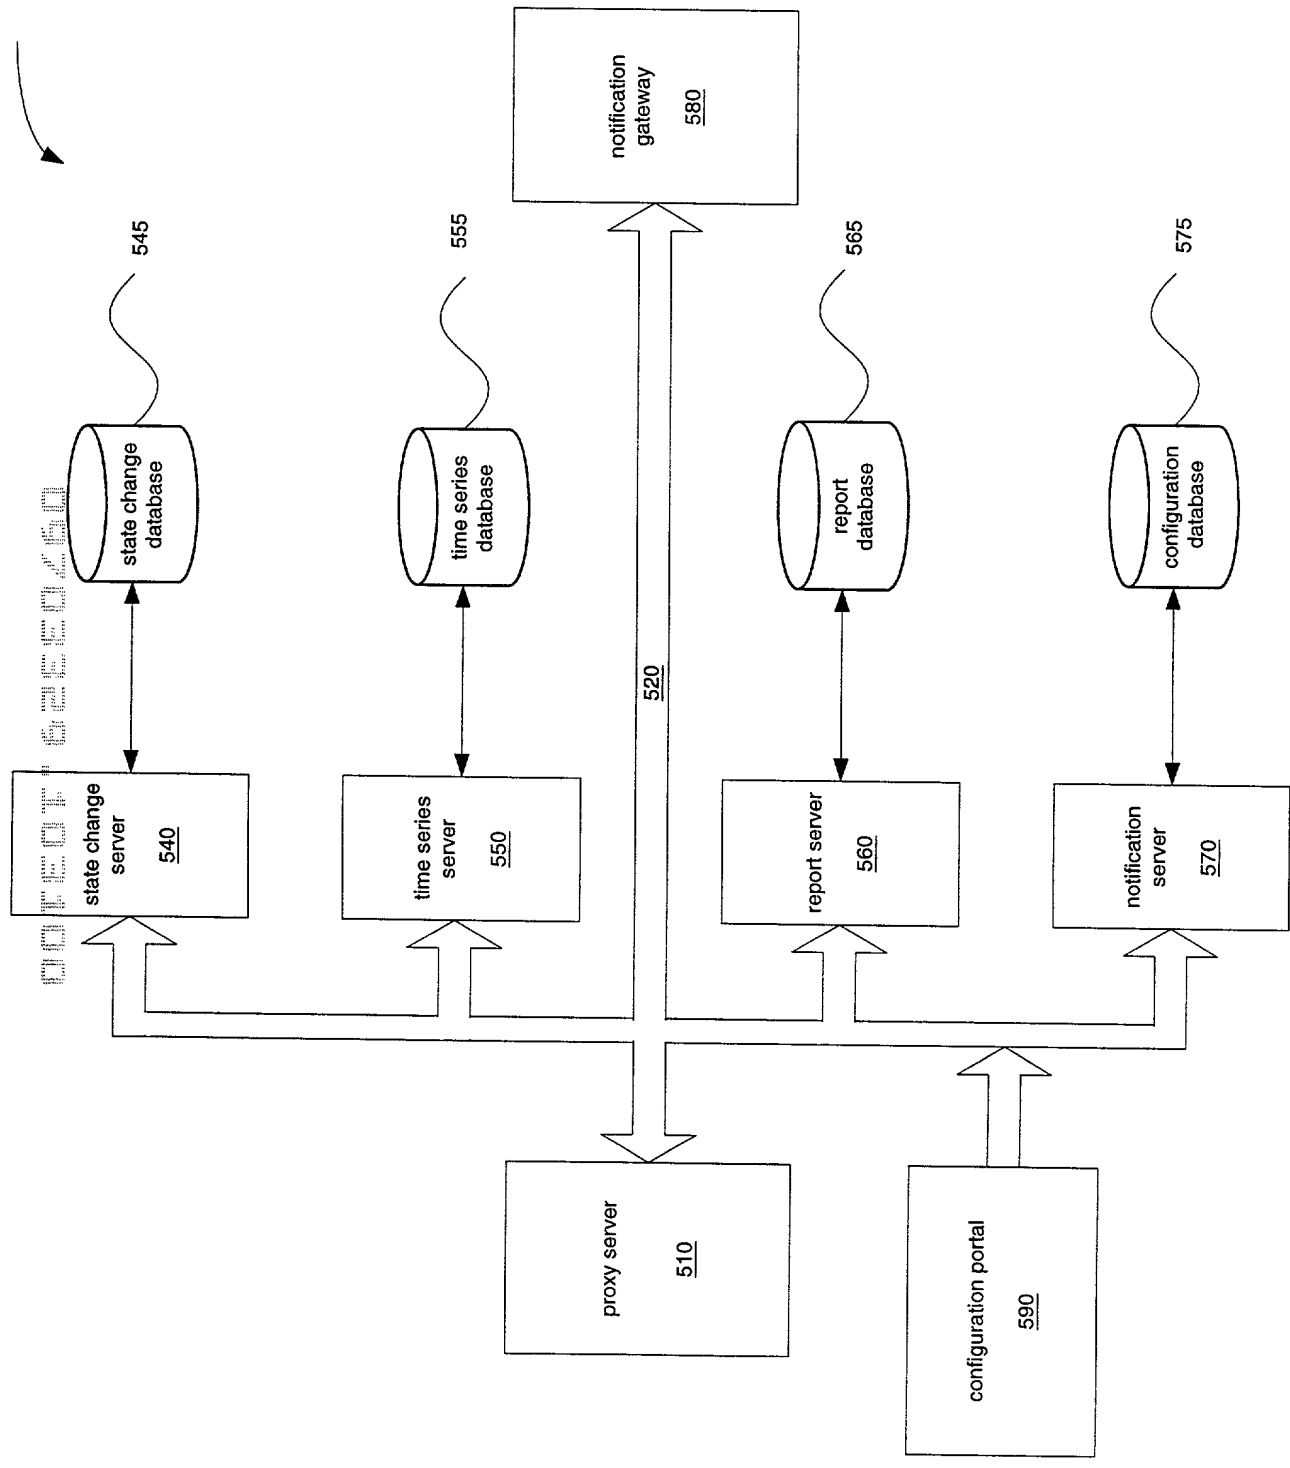 state change
server
540
state change
database
545
time series
server
550
time series
database
555
proxy server
510
520
notification
gateway
580
report server
560
report
database
565
configuration portal
590
notification
server
570
configuration
database
575